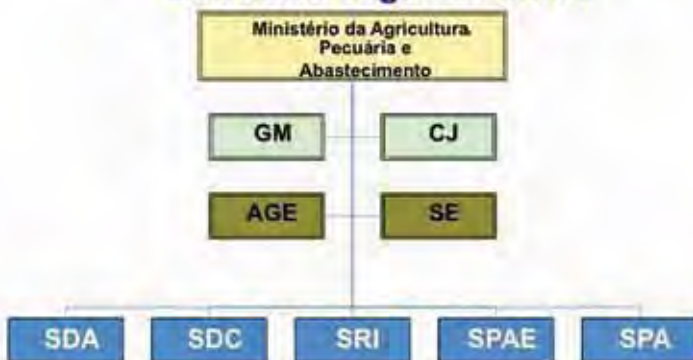 Ministério da Agricultura
Pecuária e
Abastecimento
GM CJ
AGE SE
SDA SDC SRI SPAE SPA